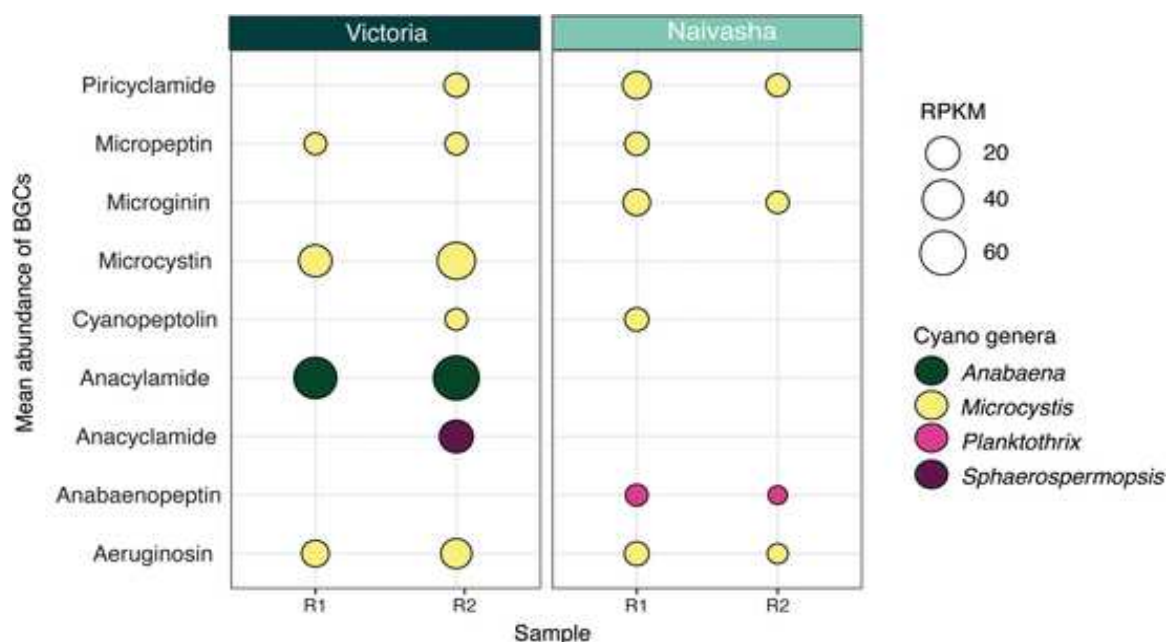 Victoria
Naivasha
Mean abundance of BGCs
Piricyclamide
Micropeptin
Microginin
Microcystin
Cyanopeptolin
Anacylamide
Anacyclamide
Anabaenopeptin
Aeruginosin
R1
R2
R1
R2
Sample
RPKM
20
40
60
Cyano genera
Anabaena
Microcystis
Planktothrix
Sphaerospermopsis